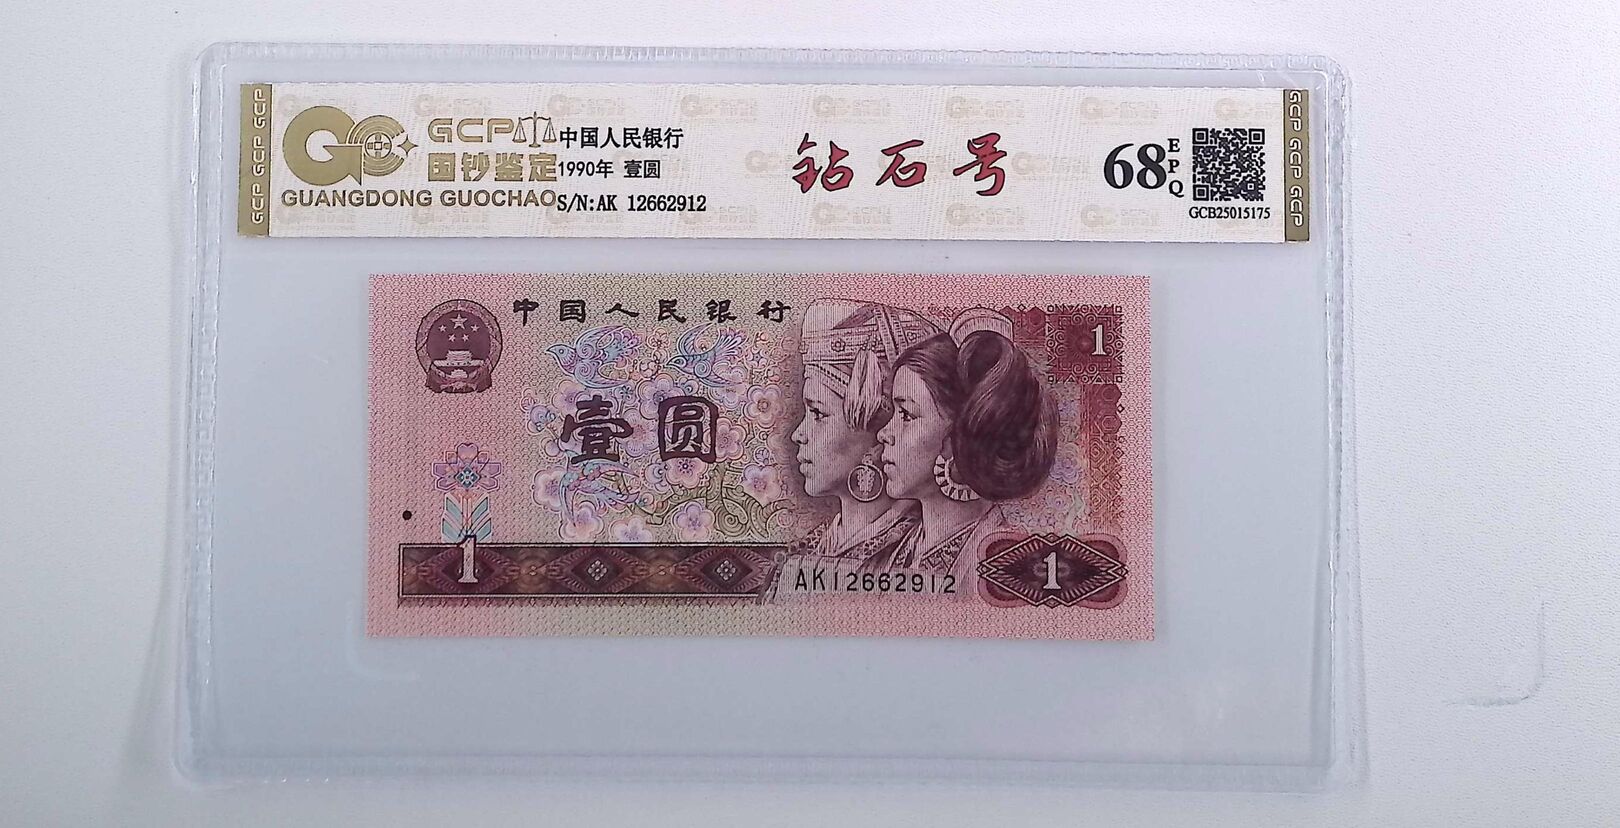 GCP GCP GCP
GC GCP
国钞鉴定
GUANGDONG GUOCHAO
中国人民银行
1990年 壹圆
S/N:AK 12662912
钻石号
68 EPQ
GCB25015175
GCP GCP GCP
中国人民银行
1
壹圆
1
AK12662912
1